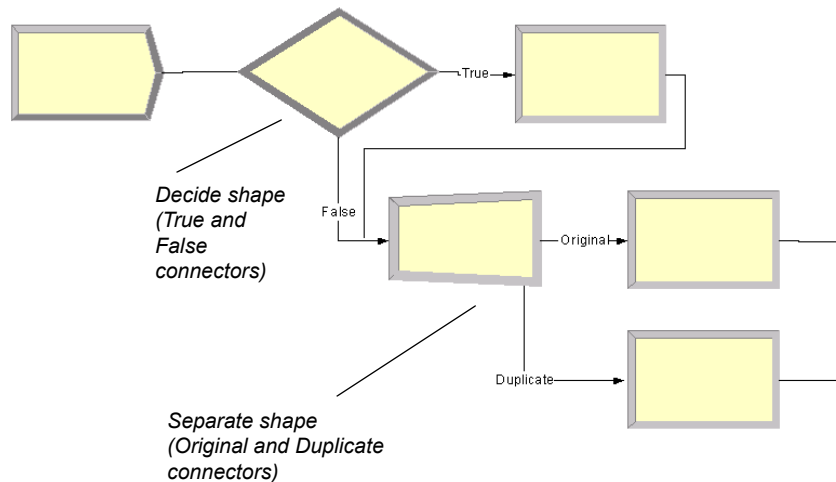 True
Decide shape
(True and
False
connectors)
False
Original
Duplicate
Separate shape
(Original and Duplicate
connectors)